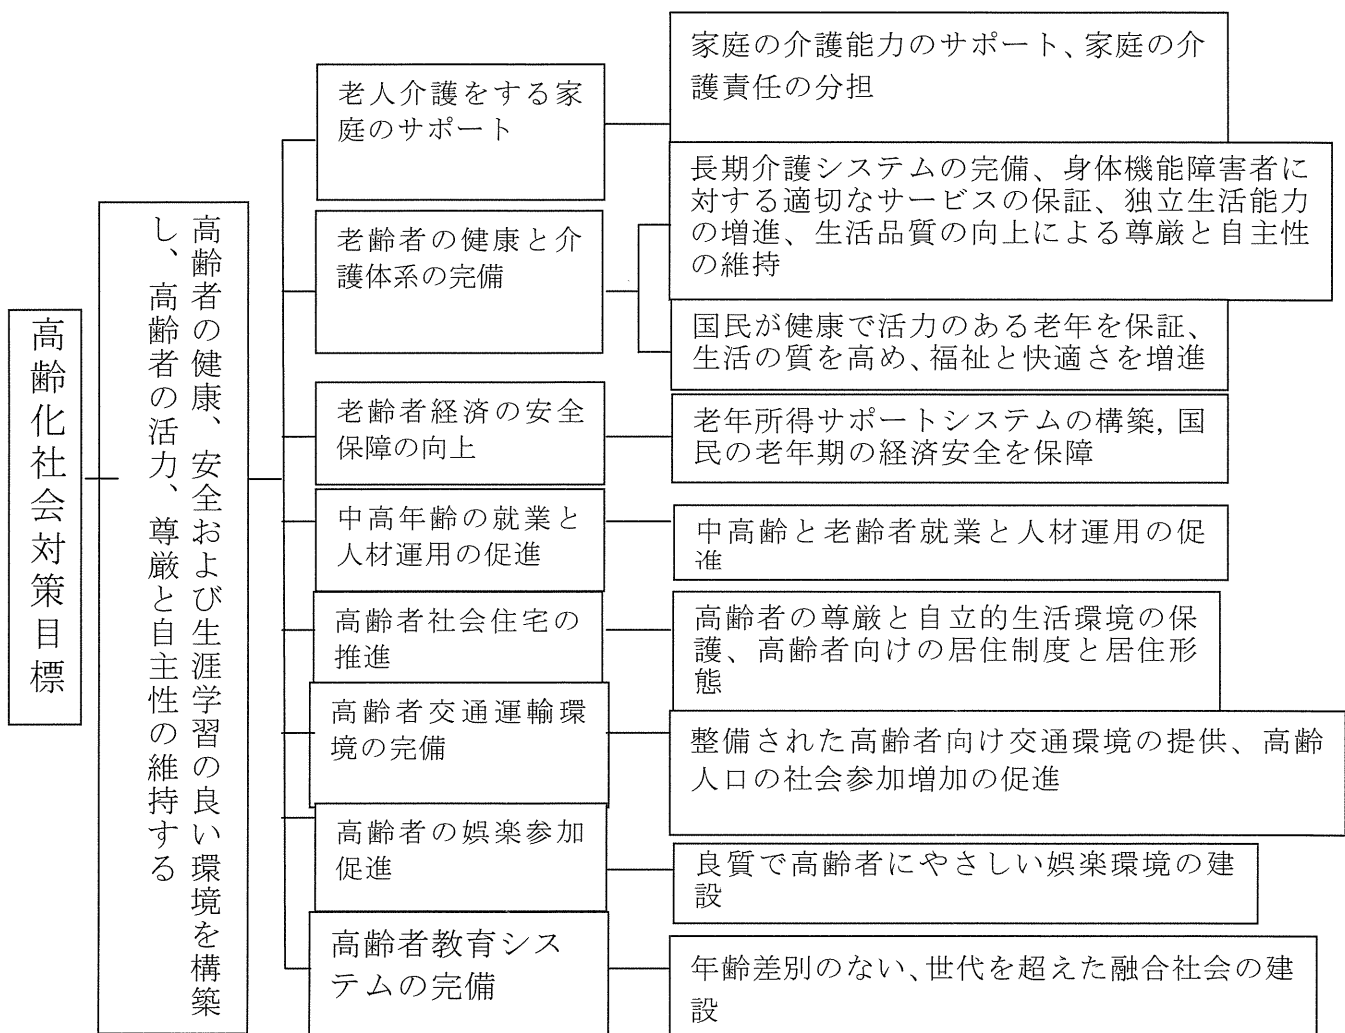 高齢化社会対策目標
高齢者の健康、安全および生涯学習の良い環境を構築
し、高齢者の活力、尊厳と自主性の維持する
老人介護をする家
庭のサポート
家庭の介護能力のサポート、家庭の介
護責任の分担
老齢者の健康と介
護体系の完備
長期介護システムの完備、身体機能障害者に
対する適切なサービスの保証、独立生活能力
の増進、生活品質の向上による尊厳と自主性
の維持
国民が健康で活力のある老年を保証、
生活の質を高め、福祉と快適さを増進
老齢者経済の安全
保障の向上
老年所得サポートシステムの構築,国
民の老年期の経済安全を保障
中高年齢の就業と
人材運用の促進
中高齢と老齢者就業と人材運用の促
進
高齢者社会住宅の
推進
高齢者の尊厳と自立的生活環境の保
護、高齢者向けの居住制度と居住形
態
高齢者交通運輸環
境の完備
整備された高齢者向け交通環境の提供、高齢
人口の社会参加増加の促進
高齢者の娯楽参加
促進
良質で高齢者にやさしい娯楽環境の建
設
高齢者教育シス
テムの完備
年齢差別のない、世代を超えた融合社会の建
設